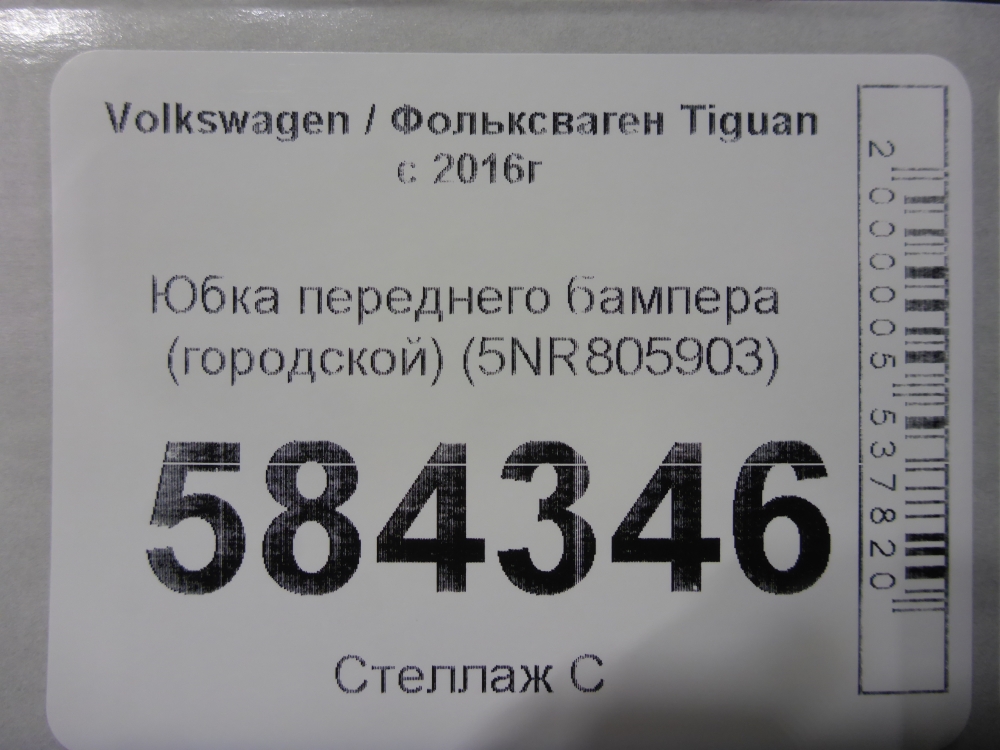 Volkswagen / Фольксваген Tiguan
с 2016г
Юбка переднего бампера
(городской) (5NR805903)
584346
Стеллаж С
2000005537820